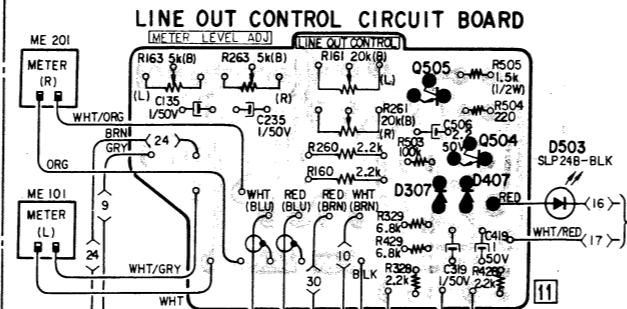 LINE OUT CONTROL CIRCUIT BOARD
METER LEVEL ADJ
LINE OUT CONTROL
ME 201
METER
(R)
R163 5k(B)
R263 5k(B)
R161 20k(B)
(L)
Q505
R505
1.5k
(1/2W)
(L)
C135
1/50V
(R)
C235
1/50V
R261
20k(B)
(R)
R504
220
WHT/ORG
BRN
GRY
24
ORG
C506
50V
R503
100k
Q504
R260 2.2k
R160 2.2k
D503
SLP24B-BLK
D307
D407
RED
16
WHT/RED
17
ME 101
METER
(L)
9
24
WHT
(BLU)
RED
(BLU)
RED
(BRN)
WHT
(BRN)
R329
6.8k
R429
6.8k
C419
50V
WHT/GRY
WHT
30
10
BLK
R328
2.2k
C319
1/50V
R428
2.2k
11